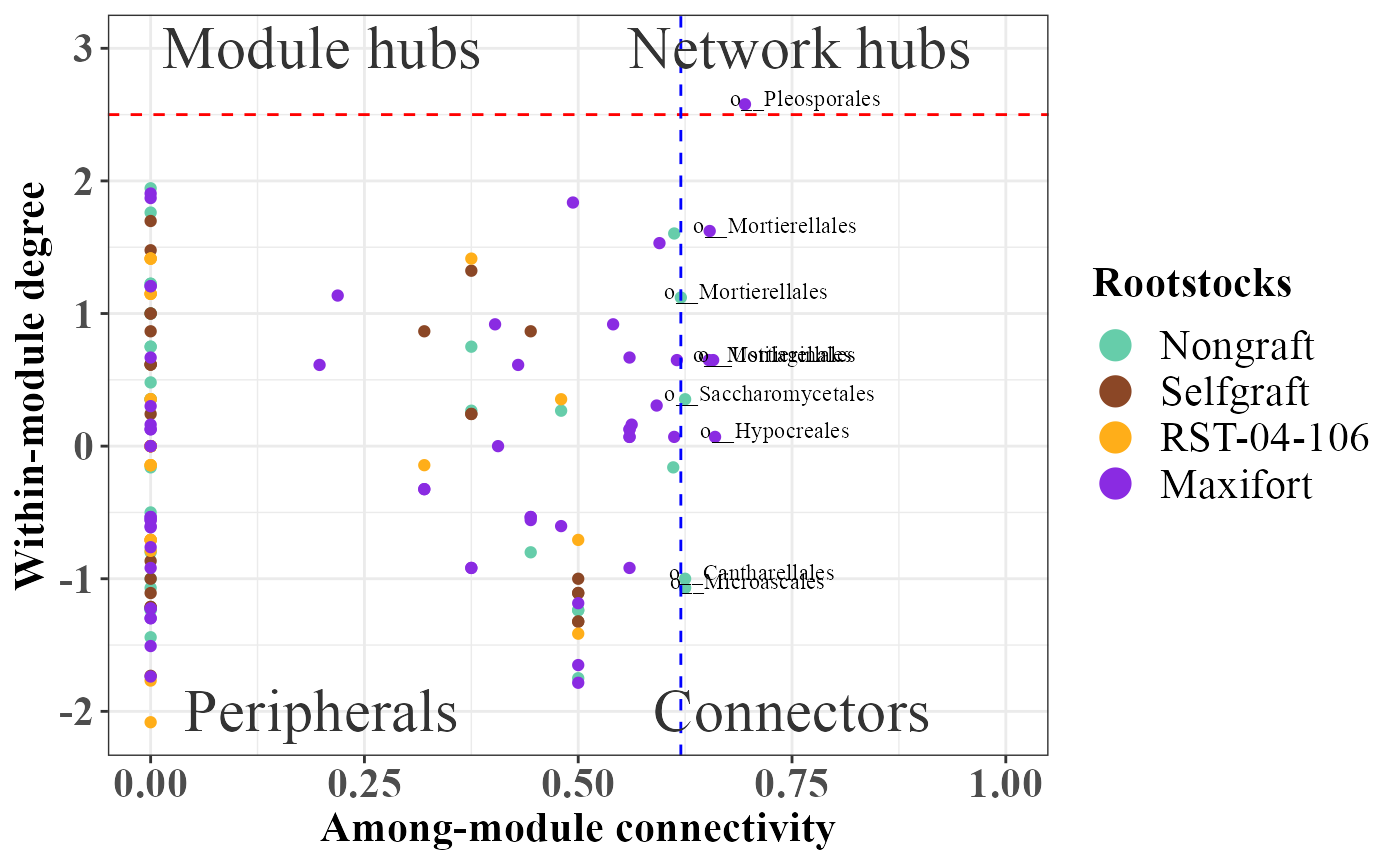 Module hubs
Network hubs
o__Pleosporales
o__Mortierellales
o__Mortierellales
o__Saccharomycetales
o__Hypocreales
o__Cantharellales
o__Microascales
Peripherals
Connectors
3
2
1
0
-1
-2
Within-module degree
0.00
0.25
0.50
0.75
1.00
Among-module connectivity
Rootstocks
Nongraft
Selfgraft
RST-04-106
Maxifort